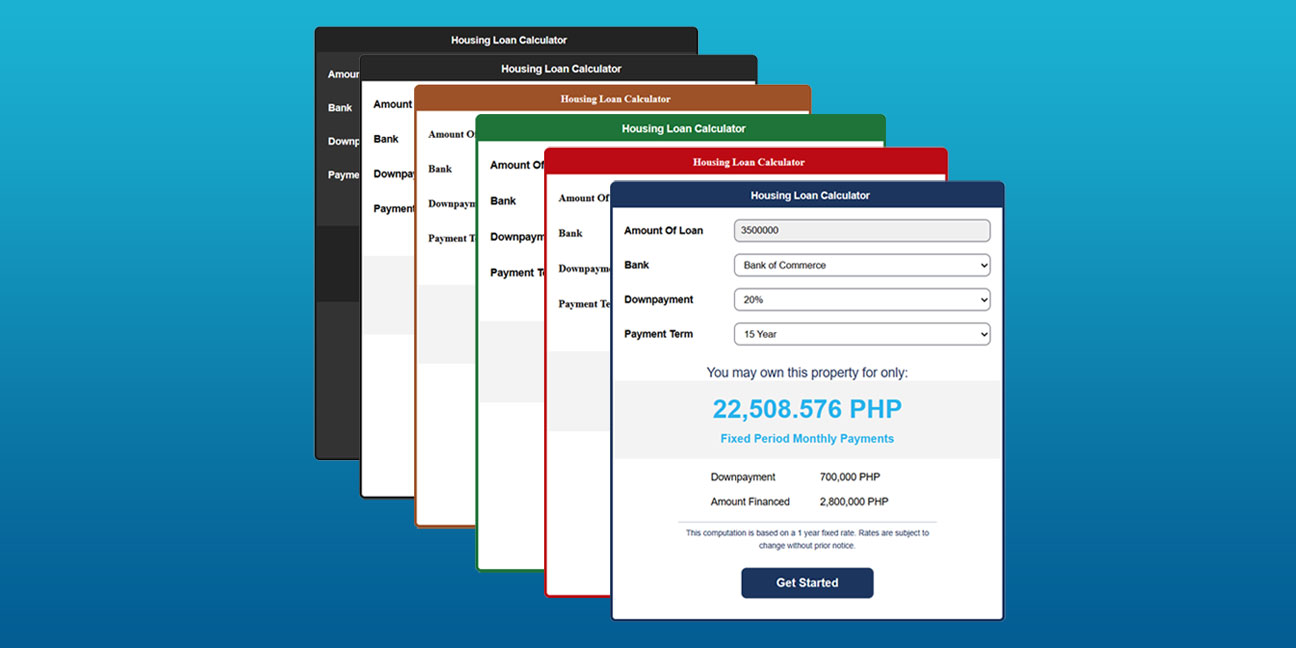 Housing Loan Calculator
Amour
Bank
Downp
Payme
Housing Loan Calculator
Amount
Bank
Downpay
Payment
Housing Loan Calculator
Amount O
Bank
Downpaym
Payment T
Housing Loan Calculator
Amount Of
Bank
Downpaym
Payment T
Housing Loan Calculator
Amount Of
Bank
Downpaym
Payment Te
Housing Loan Calculator
Amount Of Loan 3500000
Bank Bank of Commerce
Downpayment 20%
Payment Term 15 Year
You may own this property for only:
22,508.576 PHP
Fixed Period Monthly Payments
Downpayment 700,000 PHP
Amount Financed 2,800,000 PHP
This computation is based on a 1 year fixed rate. Rates are subject to
change without prior notice.
Get Started